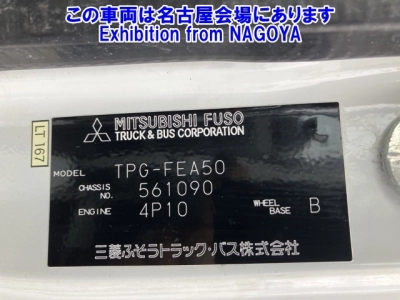 この車両は名古屋会場にあります
Exhibition from NAGOYA
LT 167
MITSUBISHI FUSO
TRUCK & BUS CORPORATION
MODEL TPG-FEA50
CHASSIS NO. 561090
ENGINE 4P10 WHEEL BASE B
三菱ふそうトラック・バス株式会社